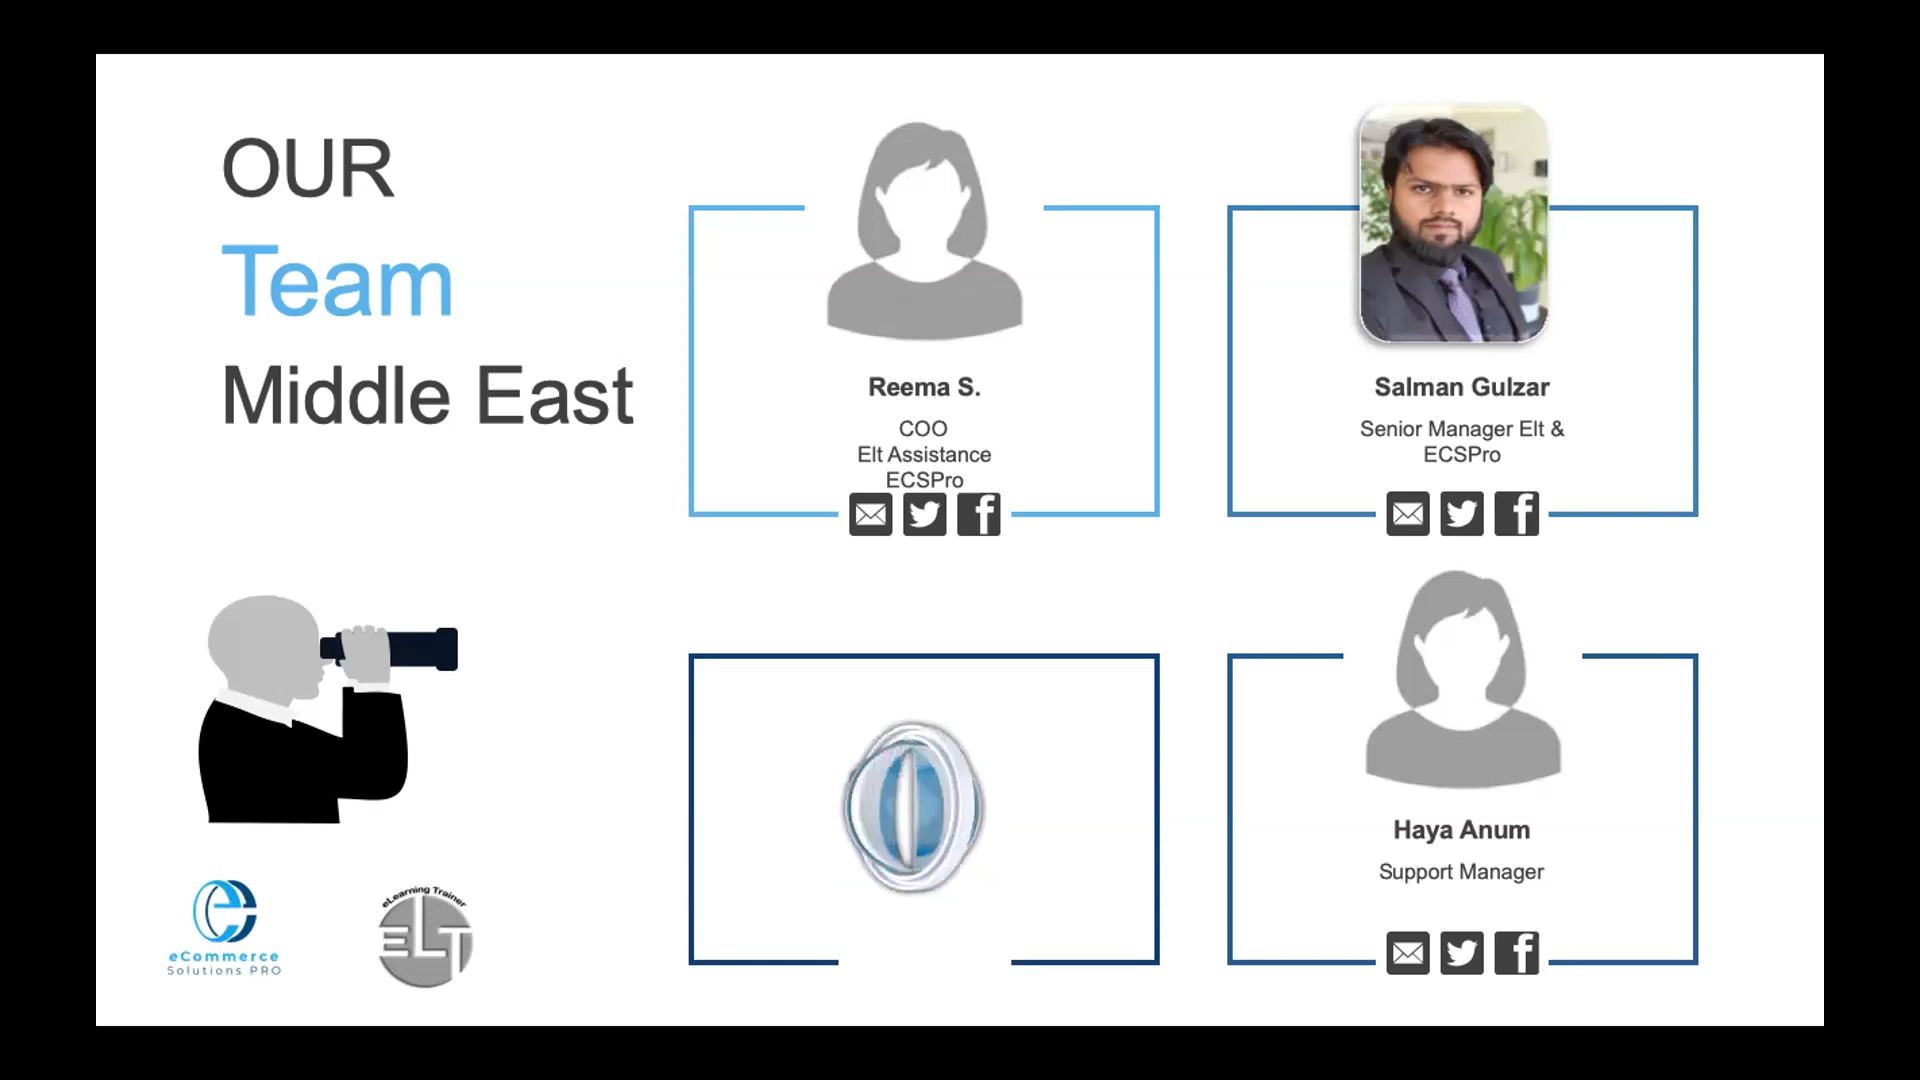 OUR
Team
Middle East
Reema S.
COO
Elt Assistance
ECSPro
Salman Gulzar
Senior Manager Elt &
ECSPro
Haya Anum
Support Manager
eCommerce
Solutions PRO
eLearning Trainer
ELT